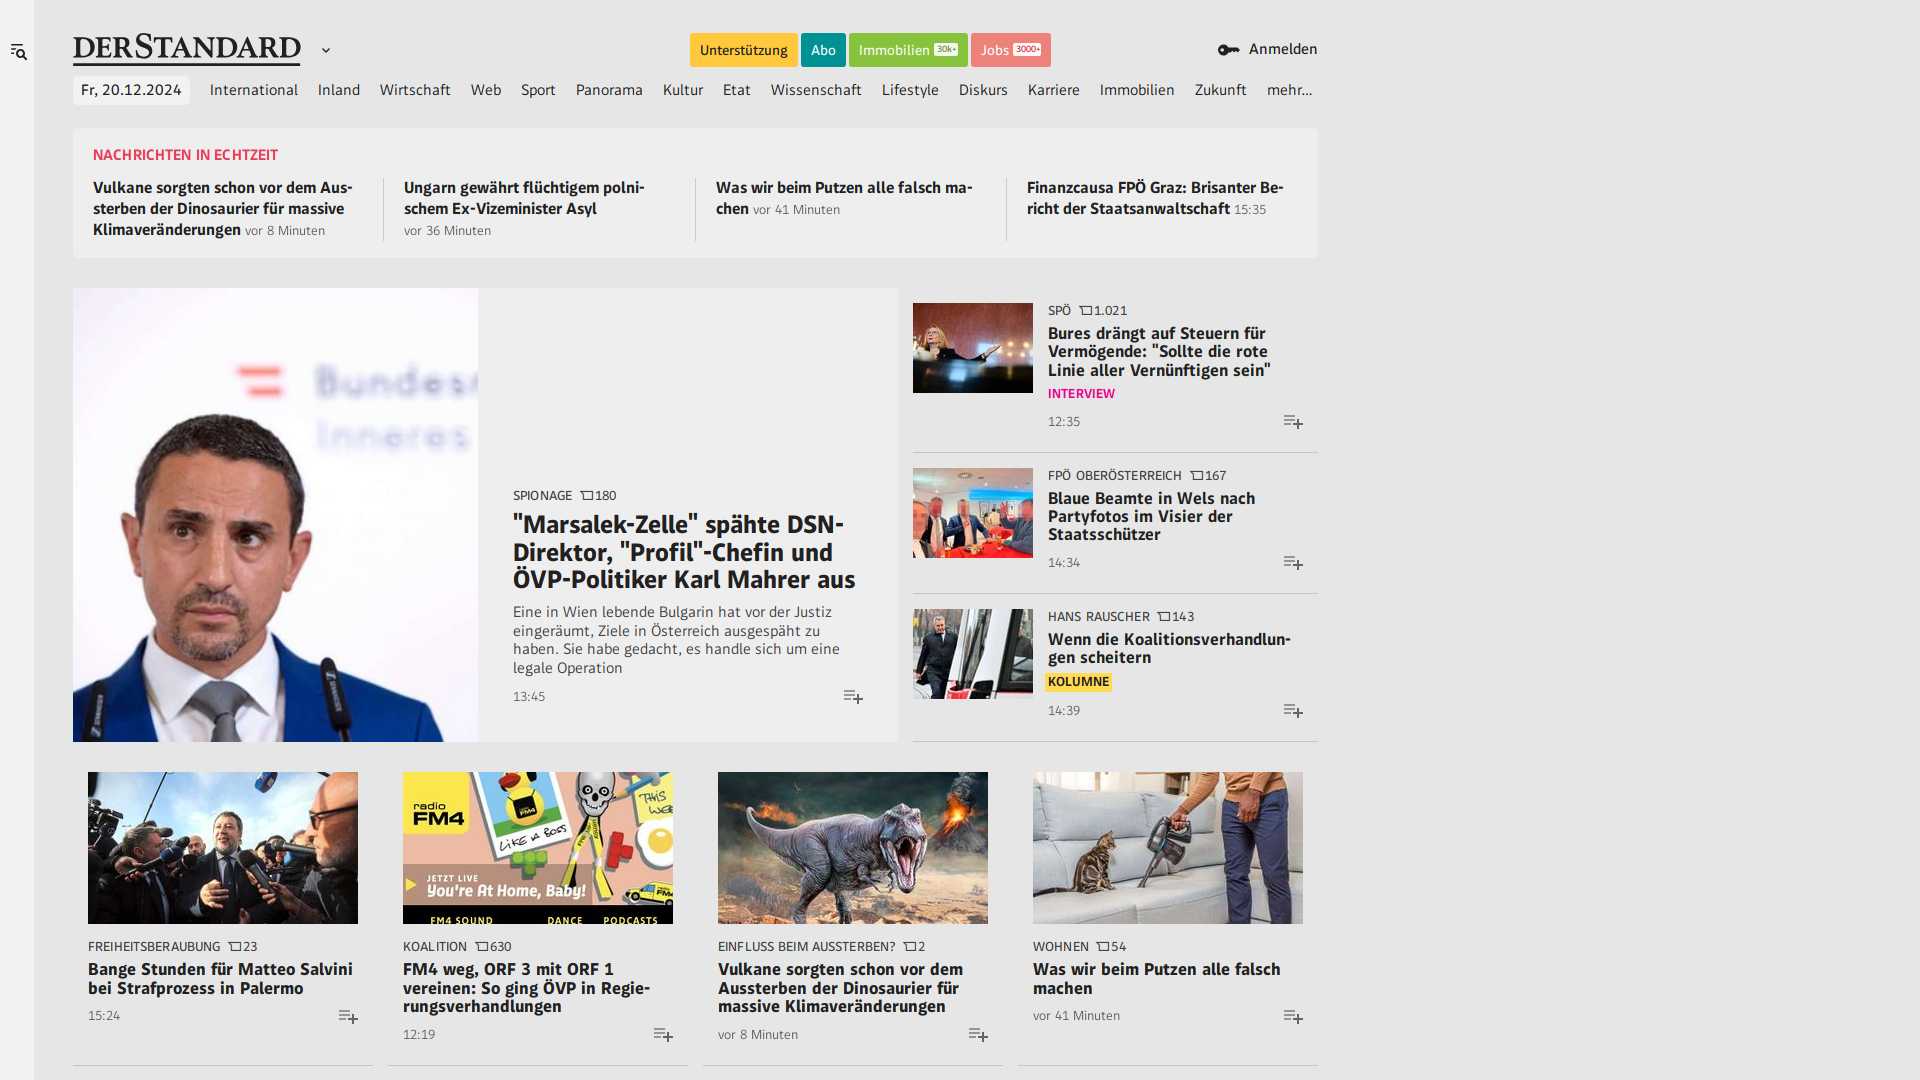 DERSTANDARD
Unterstützung
Abo
Immobilien 30k+
Jobs 3000+
Anmelden
Fr, 20.12.2024
International
Inland
Wirtschaft
Web
Sport
Panorama
Kultur
Etat
Wissenschaft
Lifestyle
Diskurs
Karriere
Immobilien
Zukunft
mehr...
NACHRICHTEN IN ECHTZEIT
Vulkane sorgten schon vor dem Aus-
sterben der Dinosaurier für massive
Klimaveränderungen vor 8 Minuten
Ungarn gewährt flüchtigem polni-
schem Ex-Vizeminister Asyl
vor 36 Minuten
Was wir beim Putzen alle falsch ma-
chen vor 41 Minuten
Finanzcausa FPÖ Graz: Brisanter Be-
richt der Staatsanwaltschaft 15:35
Bundes
Inneres
SPIONAGE 180
"Marsalek-Zelle" spähte DSN-
Direktor, "Profil"-Chefin und
ÖVP-Politiker Karl Mahrer aus
Eine in Wien lebende Bulgarin hat vor der Justiz
eingeräumt, Ziele in Österreich ausgespäht zu
haben. Sie habe gedacht, es handle sich um eine
legale Operation
13:45
SPÖ 1.021
Bures drängt auf Steuern für
Vermögende: "Sollte die rote
Linie aller Vernünftigen sein"
INTERVIEW
12:35
FPÖ OBERÖSTERREICH 167
Blaue Beamte in Wels nach
Partyfotos im Visier der
Staatsschützer
14:34
HANS RAUSCHER 143
Wenn die Koalitionsverhandlun-
gen scheitern
KOLUMNE
14:39
FREIHEITSBERAUBUNG 23
Bange Stunden für Matteo Salvini
bei Strafprozess in Palermo
15:24
radio
FM4
LIKE A BOSS
THIS
JETZT LIVE
You're At Home, Baby!
FM4 SOUND
DANCE
PODCASTS
KOALITION 630
FM4 weg, ORF 3 mit ORF 1
vereinen: So ging ÖVP in Regie-
rungsverhandlungen
12:19
EINFLUSS BEIM AUSSTERBEN? 2
Vulkane sorgten schon vor dem
Aussterben der Dinosaurier für
massive Klimaveränderungen
vor 8 Minuten
WOHNEN 54
Was wir beim Putzen alle falsch
machen
vor 41 Minuten